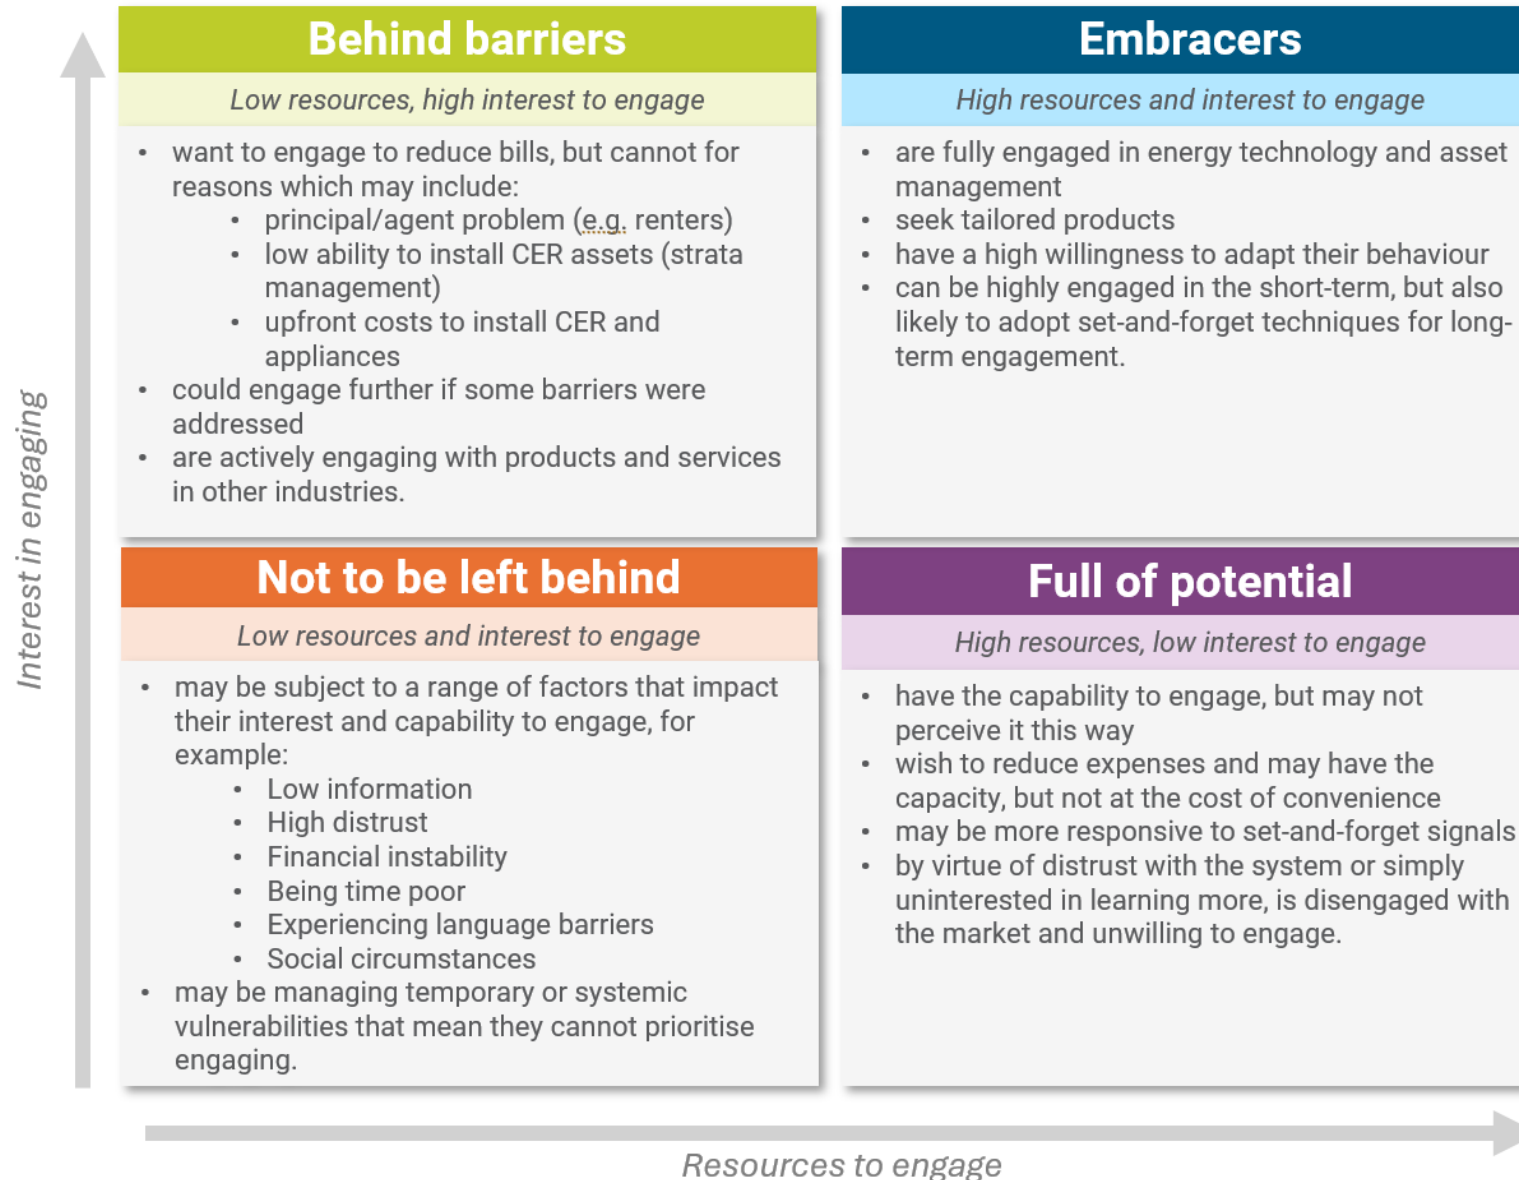 Behind barriers
Low resources, high interest to engage
• want to engage to reduce bills, but cannot for
reasons which may include:
• principal/agent problem (e.g. renters)
• low ability to install CER assets (strata
management)
• upfront costs to install CER and
appliances
• could engage further if some barriers were
addressed
• are actively engaging with products and services
in other industries.
Embracers
High resources and interest to engage
• are fully engaged in energy technology and asset
management
• seek tailored products
• have a high willingness to adapt their behaviour
• can be highly engaged in the short-term, but also
likely to adopt set-and-forget techniques for long-
term engagement.
Not to be left behind
Low resources and interest to engage
• may be subject to a range of factors that impact
their interest and capability to engage, for
example:
• Low information
• High distrust
• Financial instability
• Being time poor
• Experiencing language barriers
• Social circumstances
• may be managing temporary or systemic
vulnerabilities that mean they cannot prioritise
engaging.
Full of potential
High resources, low interest to engage
• have the capability to engage, but may not
perceive it this way
• wish to reduce expenses and may have the
capacity, but not at the cost of convenience
• may be more responsive to set-and-forget signals
• by virtue of distrust with the system or simply
uninterested in learning more, is disengaged with
the market and unwilling to engage.
Interest in engaging
Resources to engage